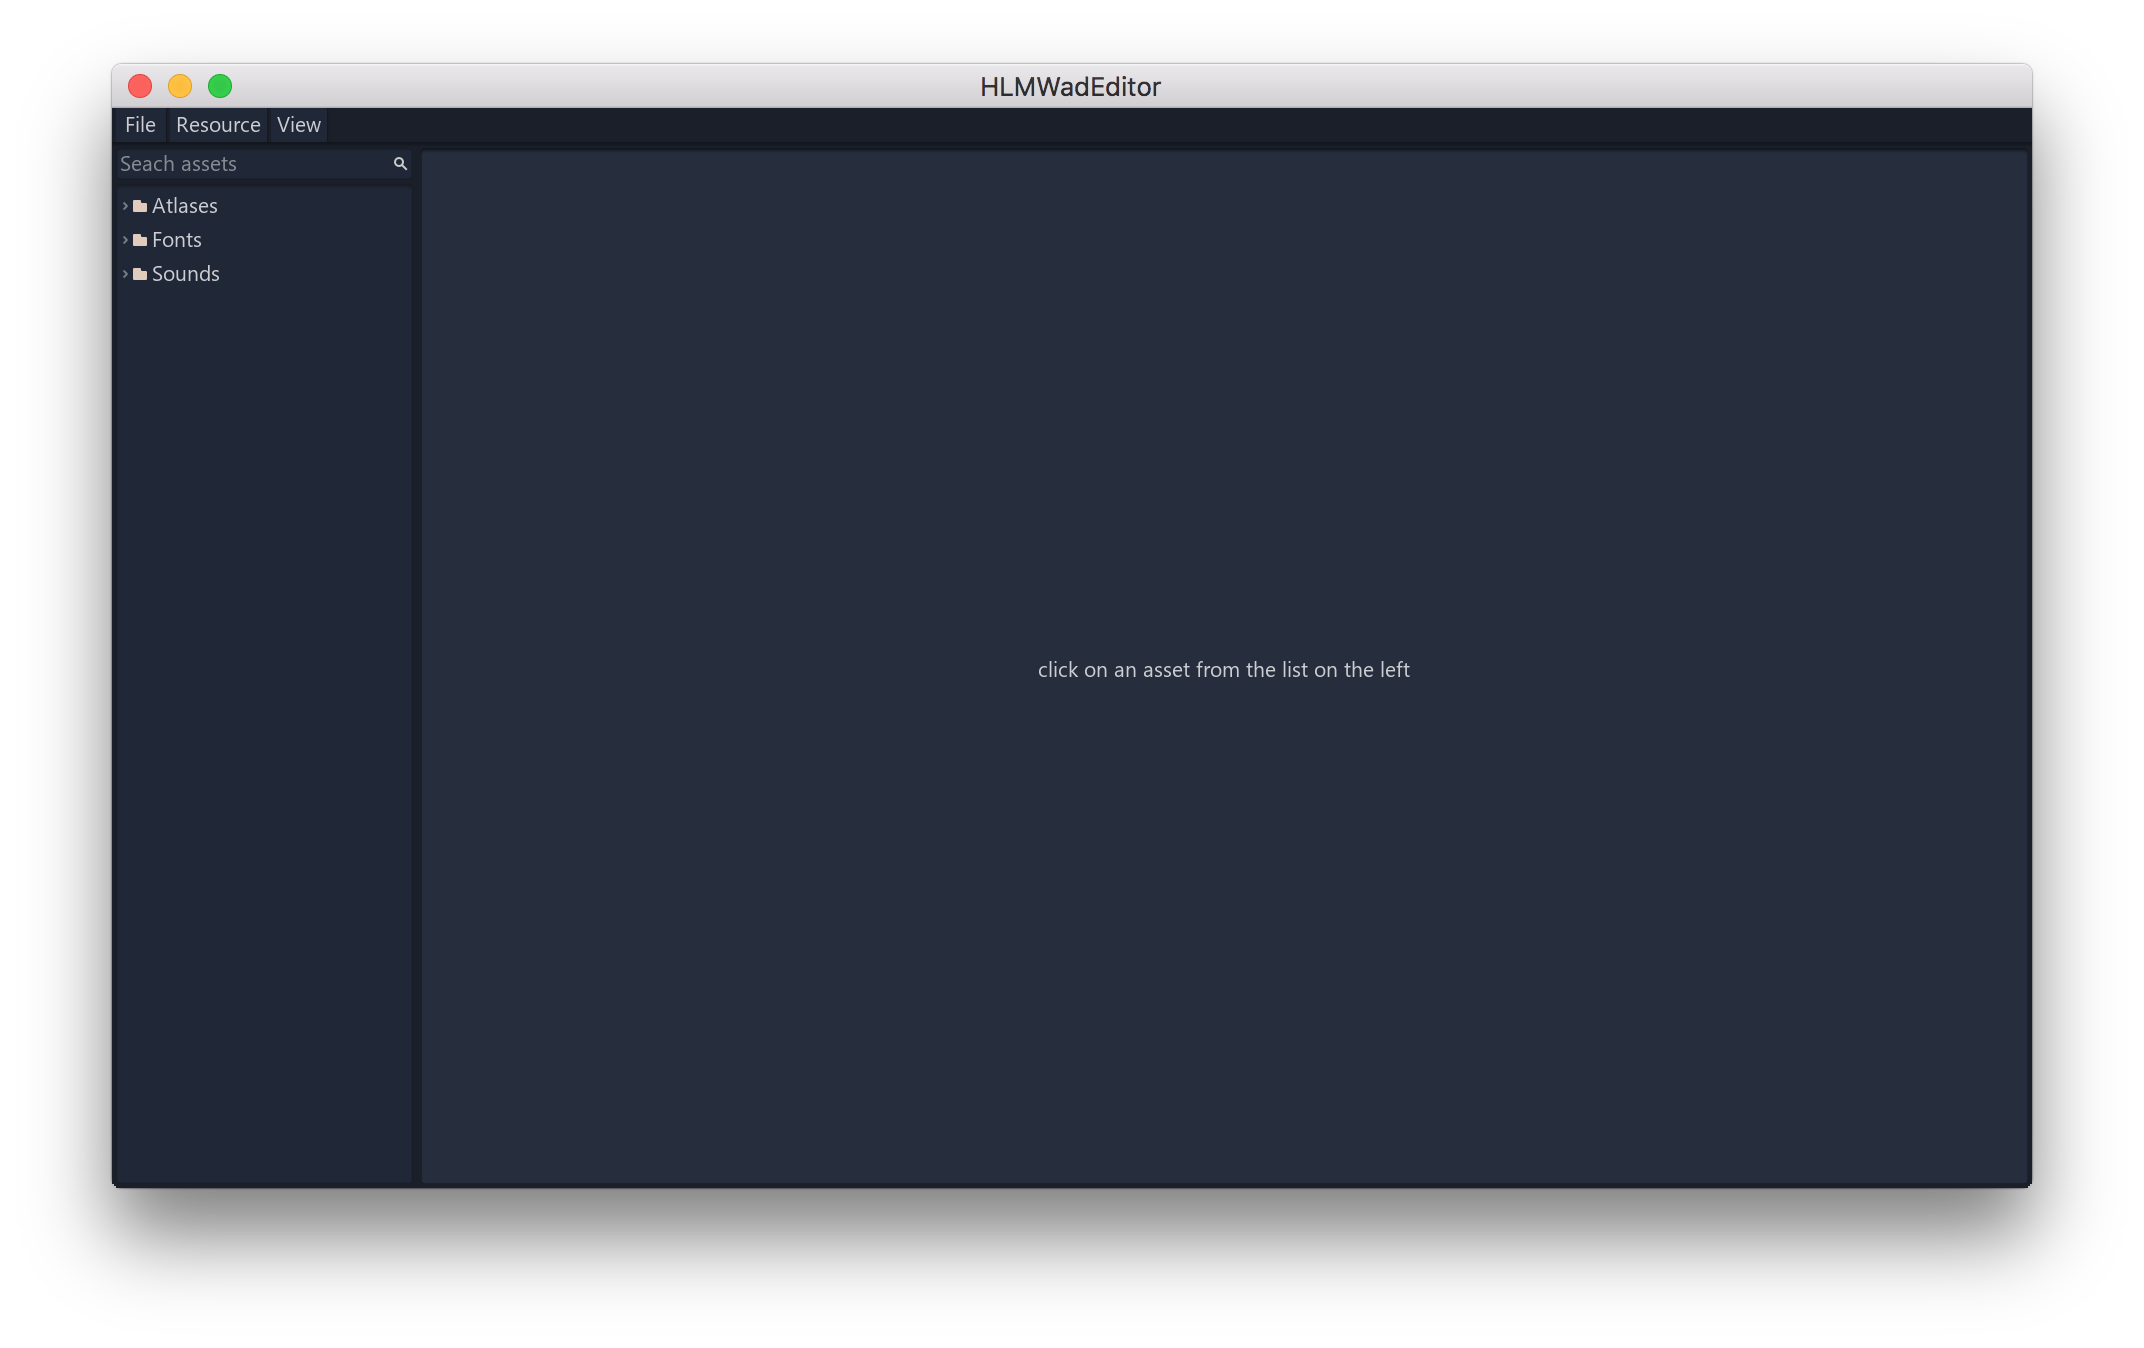 HLMWadEditor
File Resource View
Seach assets
Atlases
Fonts
Sounds
click on an asset from the list on the left